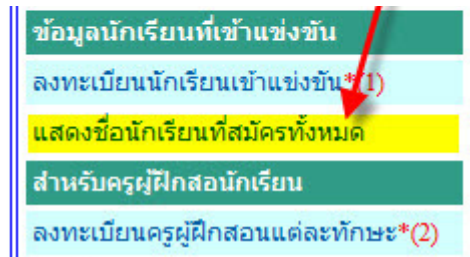 ข้อมูลนักเรียนที่เข้าแข่งขัน
ลงทะเบียนนักเรียนเข้าแข่งขัน*(1)
แสดงชื่อนักเรียนที่สมัครทั้งหมด
สำหรับครูผู้ฝึกสอนักเรียน
ลงทะเบียนครูผู้ฝึกสอนแต่ละทักษะ*(2)